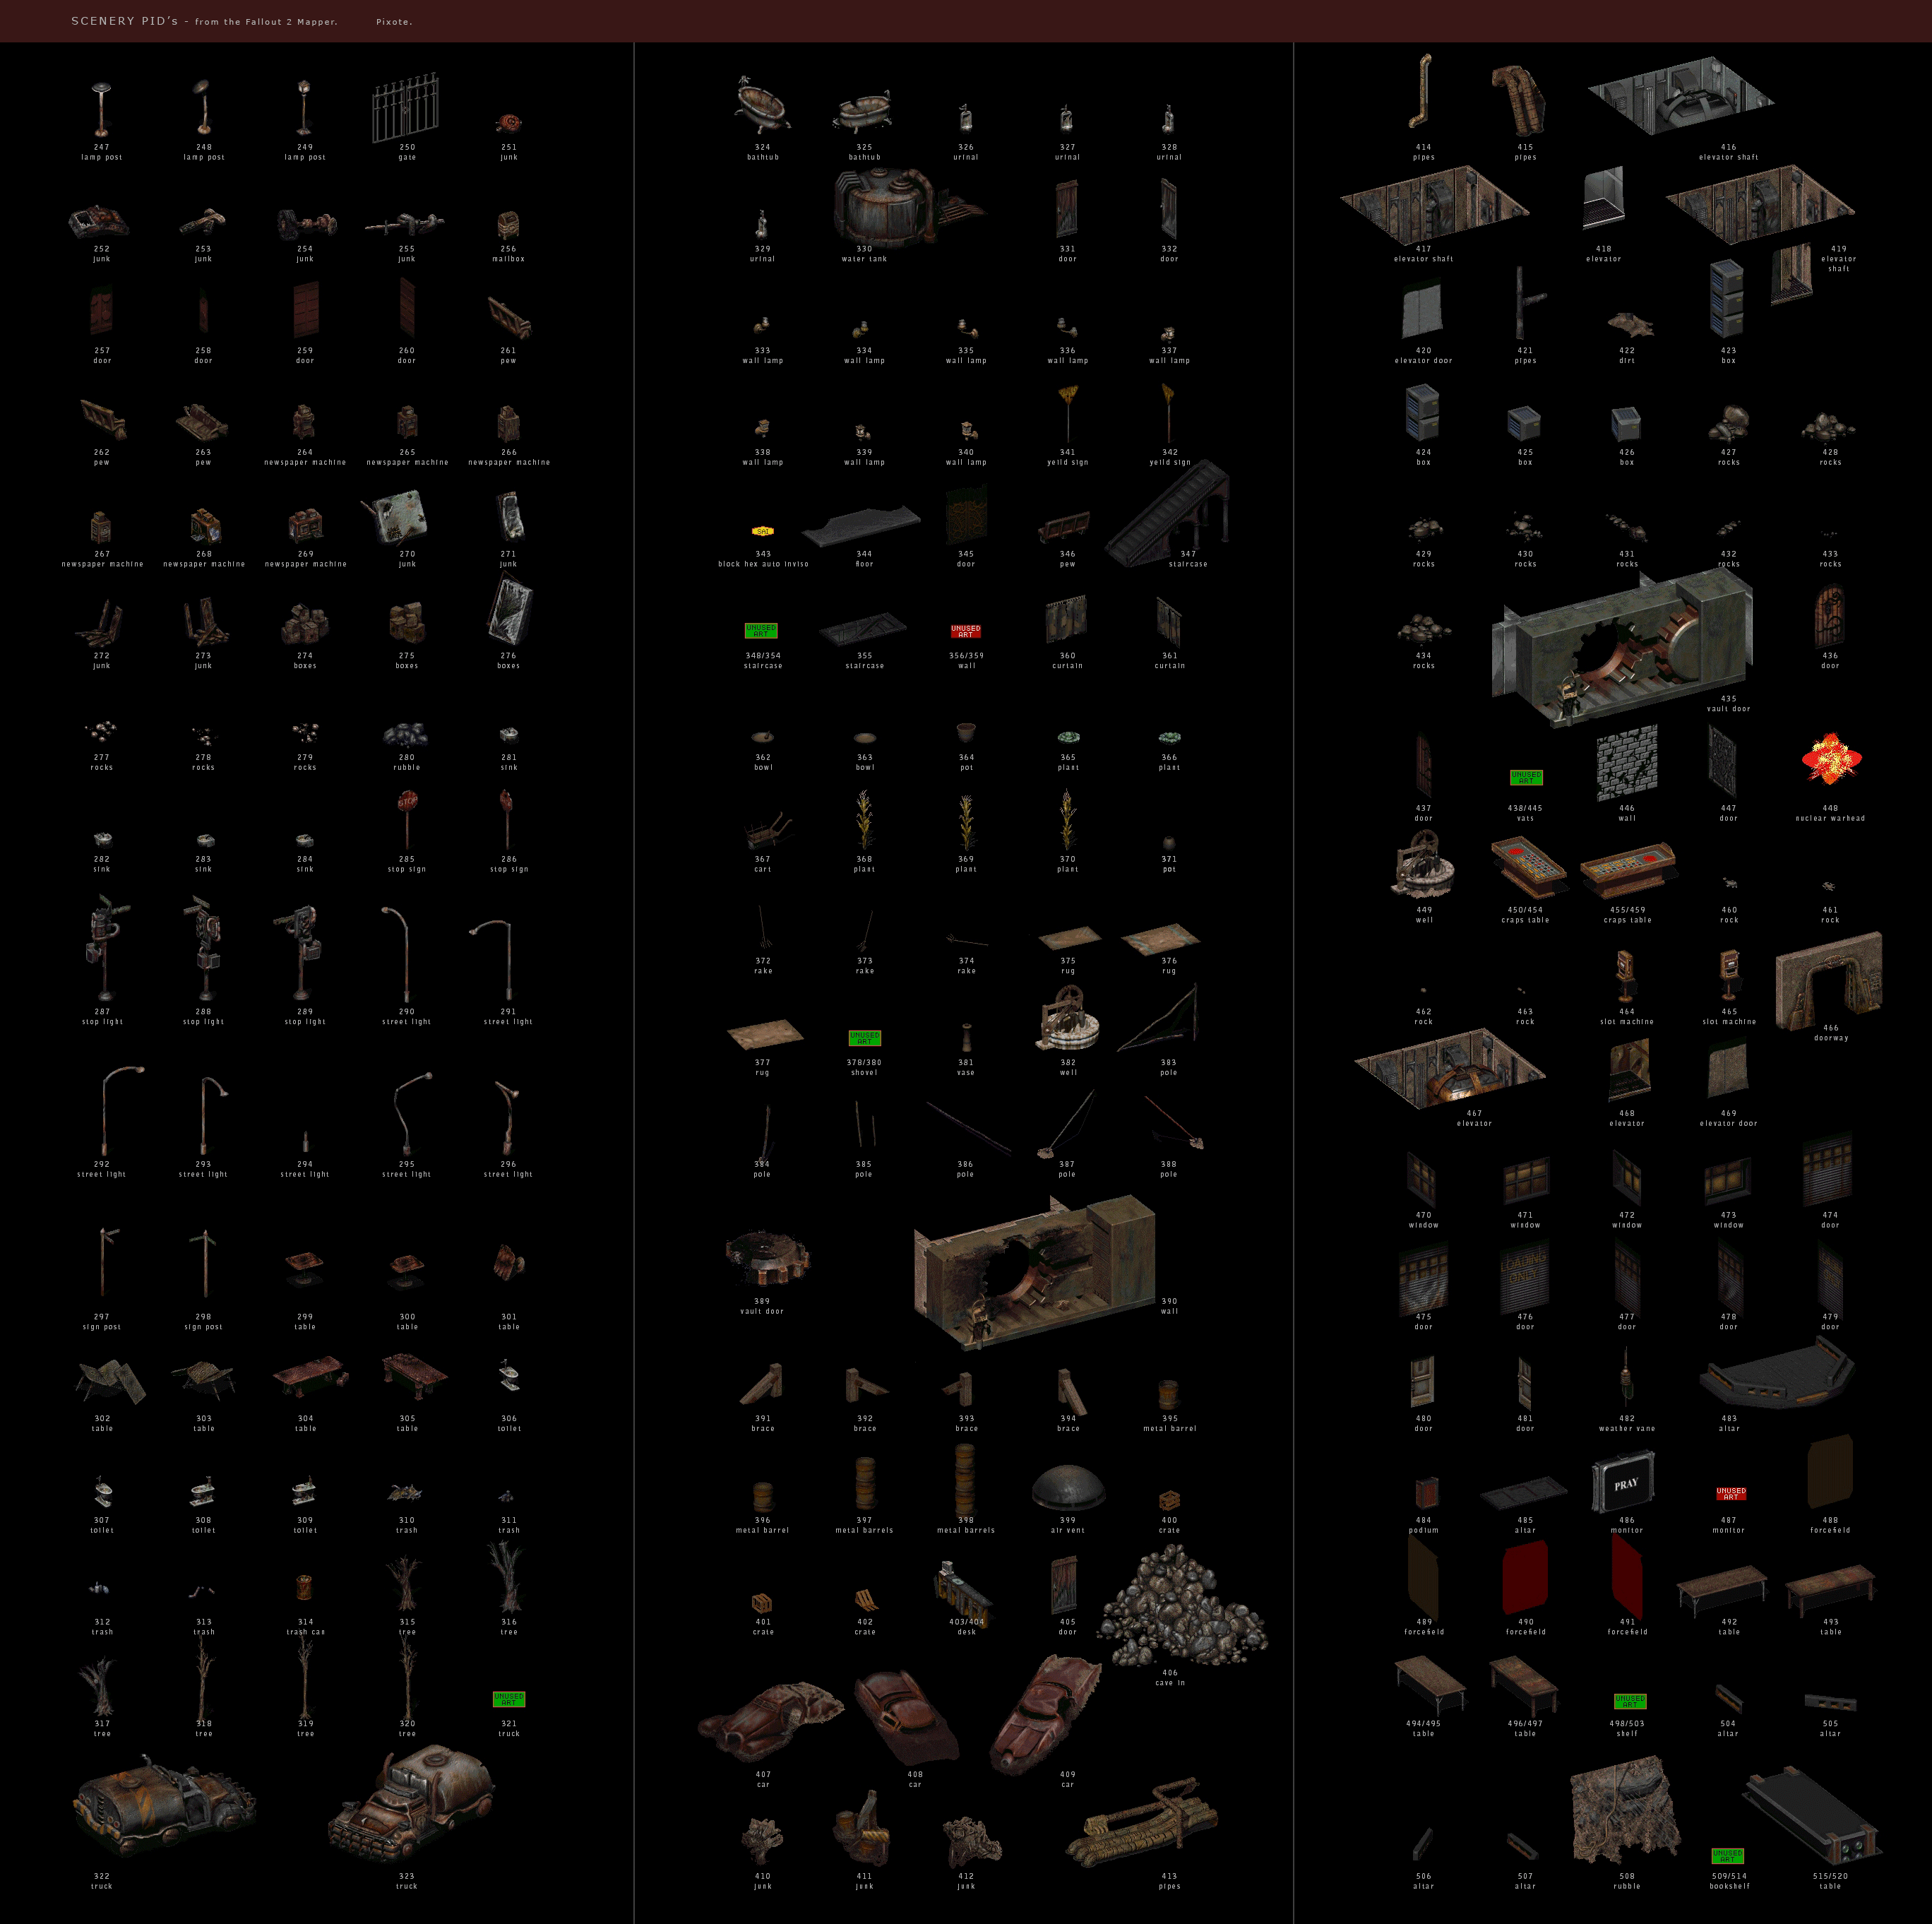 SCENERY PID's - from the Fallout 2 Mapper. Pixote.
247 248 249 250 251
lamp post lamp post lamp post gate junk
252 253 254 255 256
junk junk junk junk mailbox
257 258 259 260 261
door door door door pew
262 263 264 265 266
pew pew newspaper machine newspaper machine newspaper machine
267 268 269 270 271
newspaper machine newspaper machine newspaper machine junk junk
272 273 274 275 276
junk junk boxes boxes boxes
277 278 279 280 281
rocks rocks rocks rubble sink
STOP
282 283 284 285 286
sink sink sink stop sign stop sign
287 288 289 290 291
stop light stop light stop light street light street light
292 293 294 295 296
street light street light street light street light street light
297 298 299 300 301
sign post sign post table table table
302 303 304 305 306
table table table table toilet
307 308 309 310 311
toilet toilet toilet trash trash
312 313 314 315 316
trash trash trash can tree tree
UNUSED
ART
317 318 319 320 321
tree tree tree tree truck
322 323
truck truck
324 325 326 327 328
bathtub bathtub urinal urinal urinal
329 330 331 332
urinal water tank door door
333 334 335 336 337
wall lamp wall lamp wall lamp wall lamp wall lamp
338 339 340 341 342
wall lamp wall lamp wall lamp yeild sign yeild sign
SAI
343 344 345 346 347
block hex auto inviso floor door pew staircase
UNUSED UNUSED
ART ART
348/354 355 356/359 360 361
staircase staircase wall curtain curtain
362 363 364 365 366
bowl bowl pot plant plant
367 368 369 370 371
cart plant plant plant pot
372 373 374 375 376
rake rake rake rug rug
UNUSED
ART
377 378/380 381 382 383
rug shovel vase well pole
384 385 386 387 388
pole pole pole pole pole
389 390
vault door wall
391 392 393 394 395
brace brace brace brace metal barrel
396 397 398 399 400
metal barrel metal barrels metal barrels air vent crate
401 402 403/404 405
crate crate desk door
406
cave in
407 408 409
car car car
410 411 412 413
junk junk junk pipes
414 415 416
pipes pipes elevator shaft
417 418 419
elevator shaft elevator elevator
shaft
420 421 422 423
elevator door pipes dirt box
424 425 426 427 428
box box box rocks rocks
429 430 431 432 433
rocks rocks rocks rocks rocks
434 436
rocks door
435
vault door
UNUSED
ART
437 438/445 446 447 448
door vats wall door nuclear warhead
449 450/454 455/459 460 461
well craps table craps table rock rock
462 463 464 465
rock rock slot machine slot machine
466
doorway
467 468 469
elevator elevator elevator door
470 471 472 473 474
window window window window door
LOADING
ONLY
475 476 477 478 479
door door door door door
480 481 482 483
door door weather vane altar
PRAY
UNUSED
ART
484 485 486 487 488
podium altar monitor monitor forcefield
489 490 491 492 493
forcefield forcefield forcefield table table
UNUSED
ART
494/495 496/497 498/503 504 505
table table shelf altar altar
UNUSED
ART
506 507 508 509/514 515/520
altar altar rubble bookshelf table